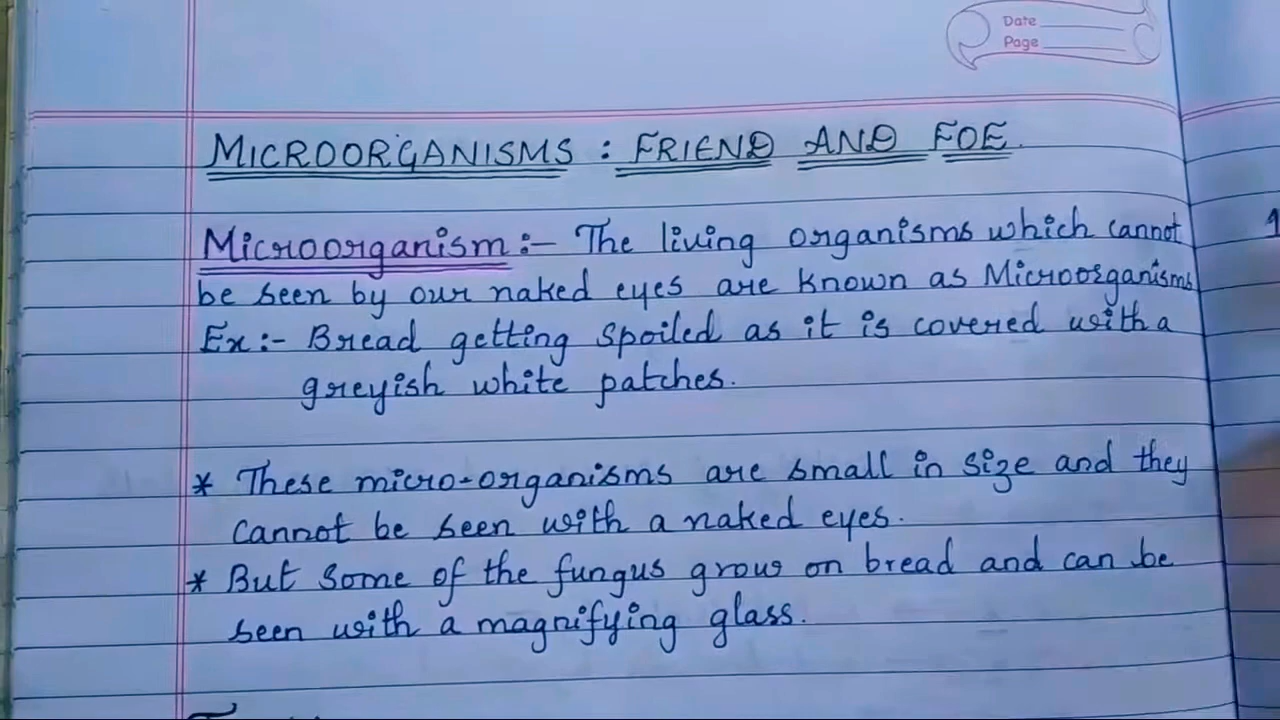 Date
Page
MICROORGANISMS : FRIEND AND FOE.
Microorganism :- The living organisms which cannot
be seen by our naked eyes are known as Microorganisms
Ex :- Bread getting spoiled as it is covered with a
greyish white patches.
* These micro-organisms are small in size and they
cannot be seen with a naked eyes.
* But some of the fungus grows on bread and can be
seen with a magnifying glass.